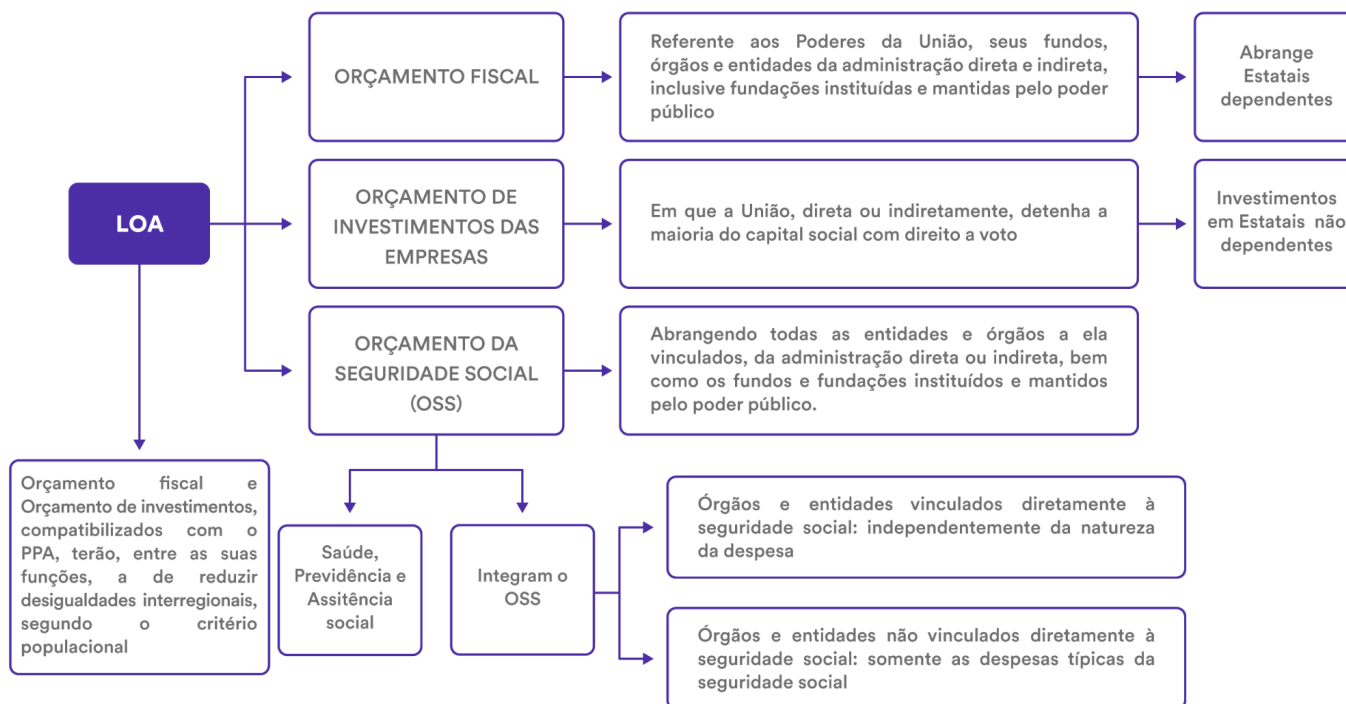 LOA
ORÇAMENTO FISCAL
Referente aos Poderes da União, seus fundos,
órgãos e entidades da administração direta e indireta,
inclusive fundações instituídas e mantidas pelo poder
público
Abrange
Estatais
dependentes
ORÇAMENTO DE
INVESTIMENTOS DAS
EMPRESAS
Em que a União, direta ou indiretamente, detenha a
maioria do capital social com direito a voto
Investimentos
em Estatais não
dependentes
ORÇAMENTO DA
SEGURIDADE SOCIAL
(OSS)
Abrangendo todas as entidades e órgãos a ela
vinculados, da administração direta ou indireta, bem
como os fundos e fundações instituídos e mantidos
pelo poder público.
Orçamento fiscal e
Orçamento de investimentos,
compatibilizados com o
PPA, terão, entre as suas
funções, a de reduzir
desigualdades interregionais,
segundo o critério
populacional
Saúde,
Previdência e
Assitência
social
Integram o
OSS
Órgãos e entidades vinculados diretamente à
seguridade social: independentemente da natureza
da despesa
Órgãos e entidades não vinculados diretamente à
seguridade social: somente as despesas típicas da
seguridade social